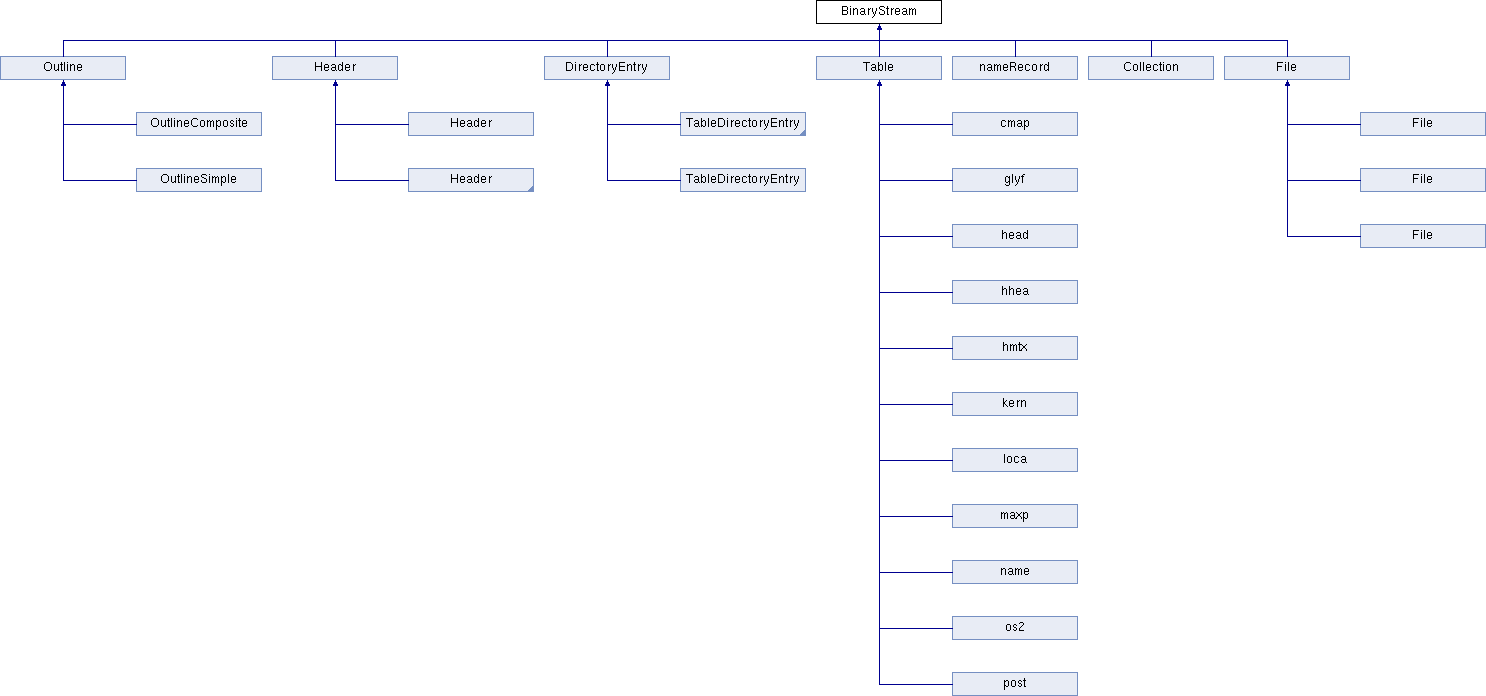 BinaryStream
Outline
Header
DirectoryEntry
Table
nameRecord
Collection
File
OutlineComposite
Header
TableDirectoryEntry
cmap
File
OutlineSimple
Header
TableDirectoryEntry
glyf
File
head
File
hhea
hmtx
kern
loca
maxp
name
os2
post